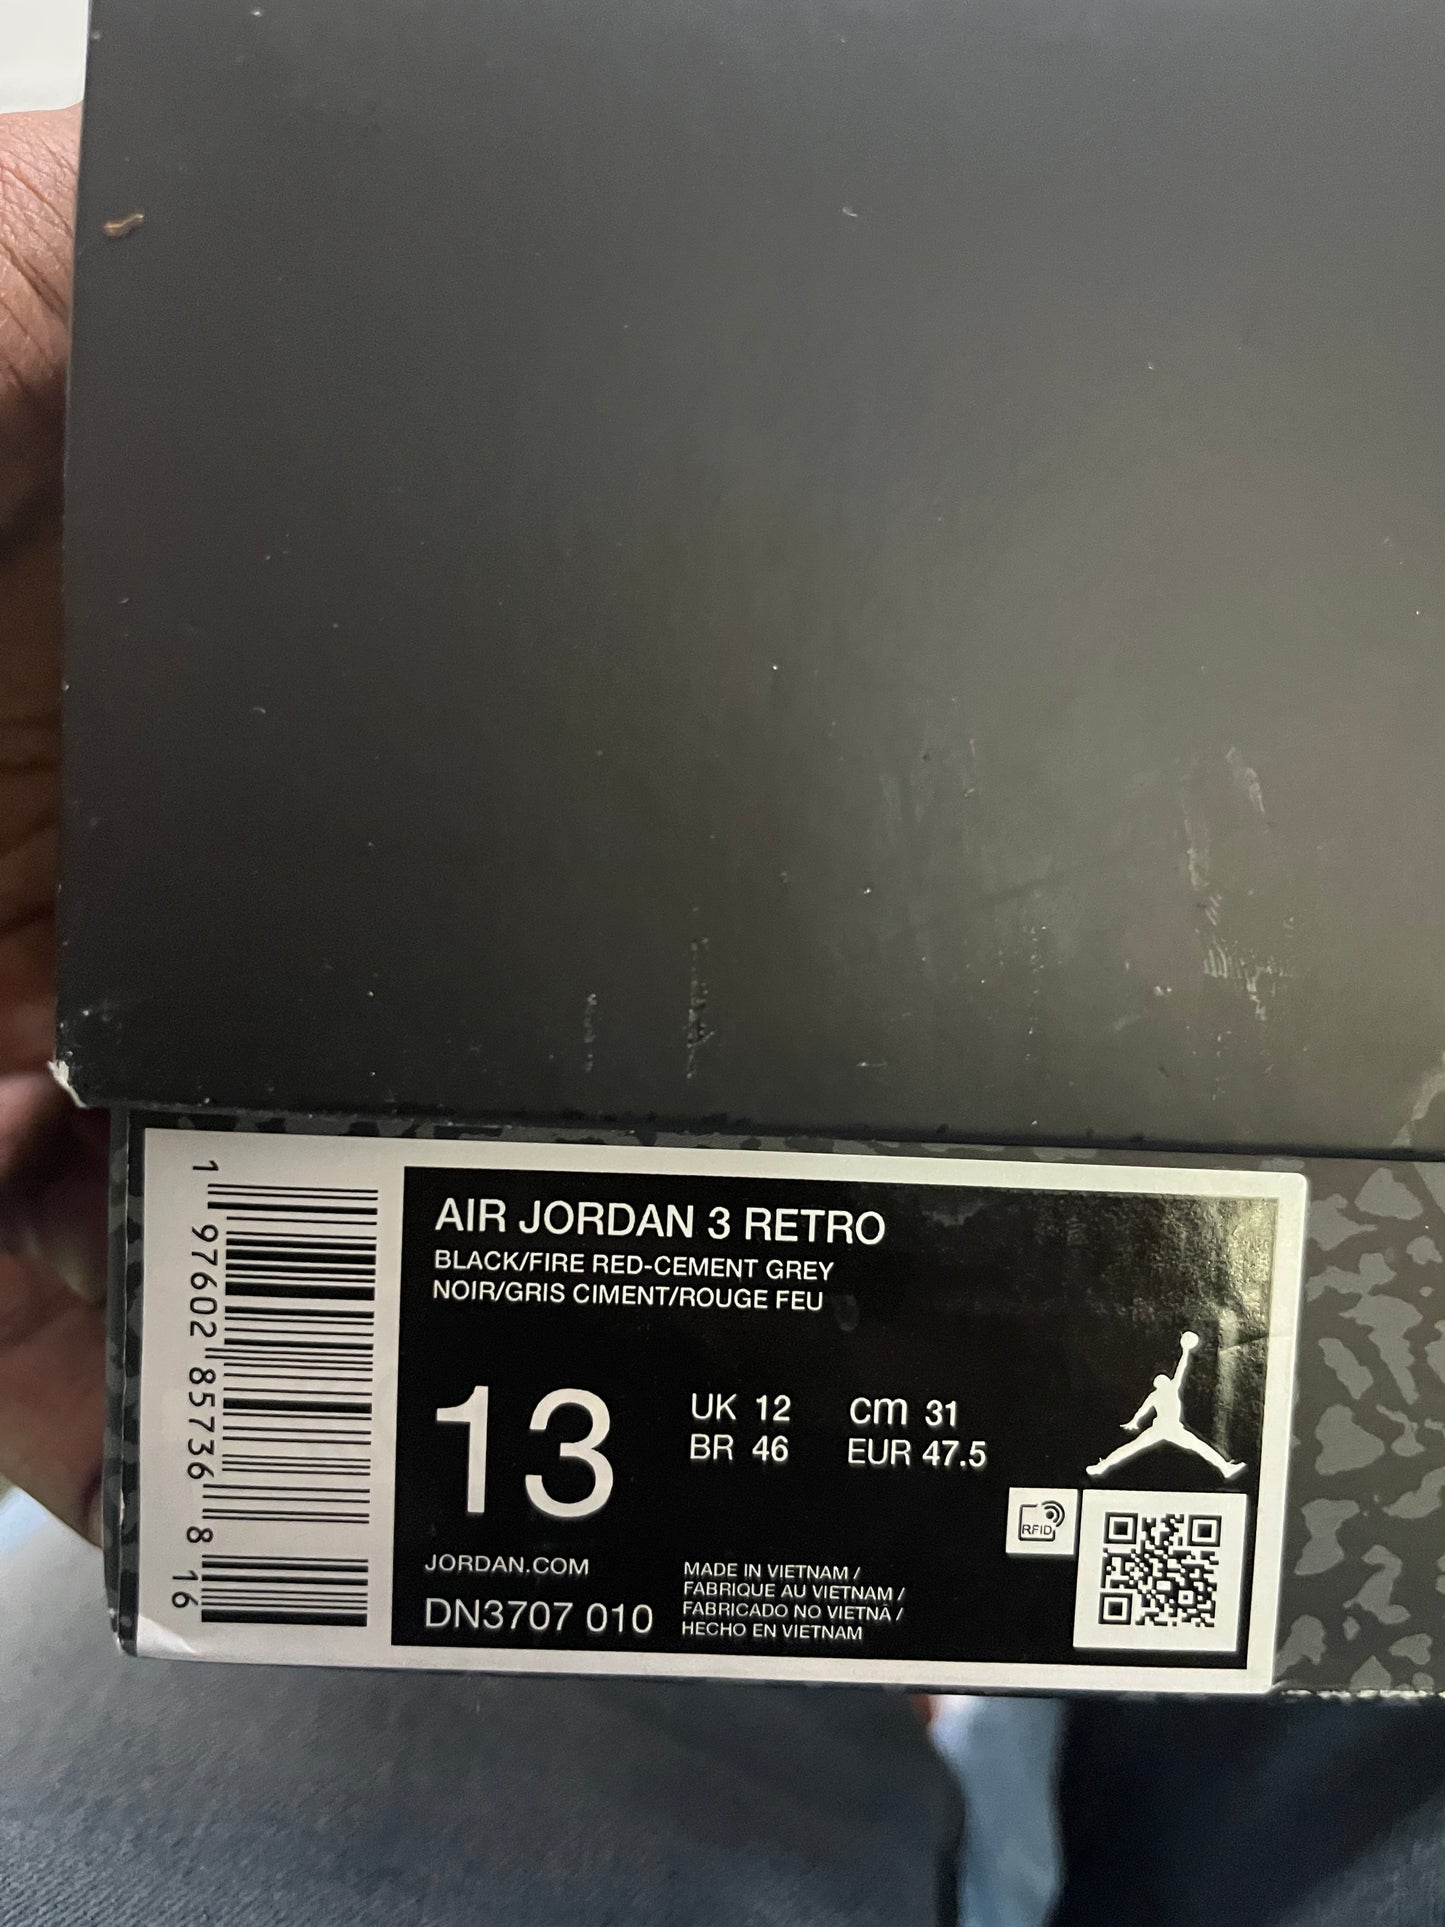 AIR JORDAN 3 RETRO
BLACK/FIRE RED-CEMENT GREY
NOIR/GRIS CIMENT/ROUGE FEU
13
UK 12 cm 31
BR 46 EUR 47.5
RFID
JORDAN.COM
DN3707 010
MADE IN VIETNAM /
FABRIQUE AU VIETNAM /
FABRICADO NO VIETNÃ /
HECHO EN VIETNAM
1 97602 85736 8 16